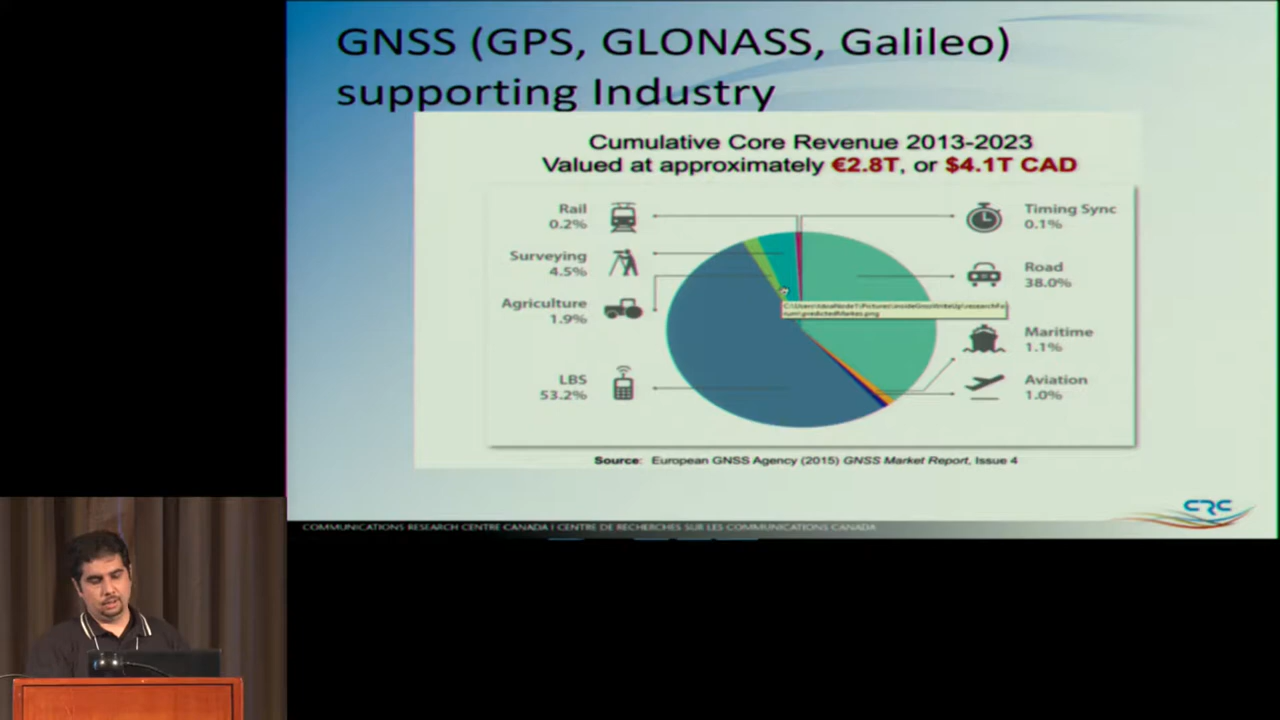 GNSS (GPS, GLONASS, Galileo)
supporting Industry
Cumulative Core Revenue 2013-2023
Valued at approximately €2.8T, or $4.1T CAD
Rail
0.2%
Surveying
4.5%
Agriculture
1.9%
LBS
53.2%
Timing Sync
0.1%
Road
38.0%
Maritime
1.1%
Aviation
1.0%
Source: European GNSS Agency (2015) GNSS Market Report, Issue 4
COMMUNICATIONS RESEARCH CENTRE CANADA | CENTRE DE RECHERCHES SUR LES COMMUNICATIONS CANADA
CRC